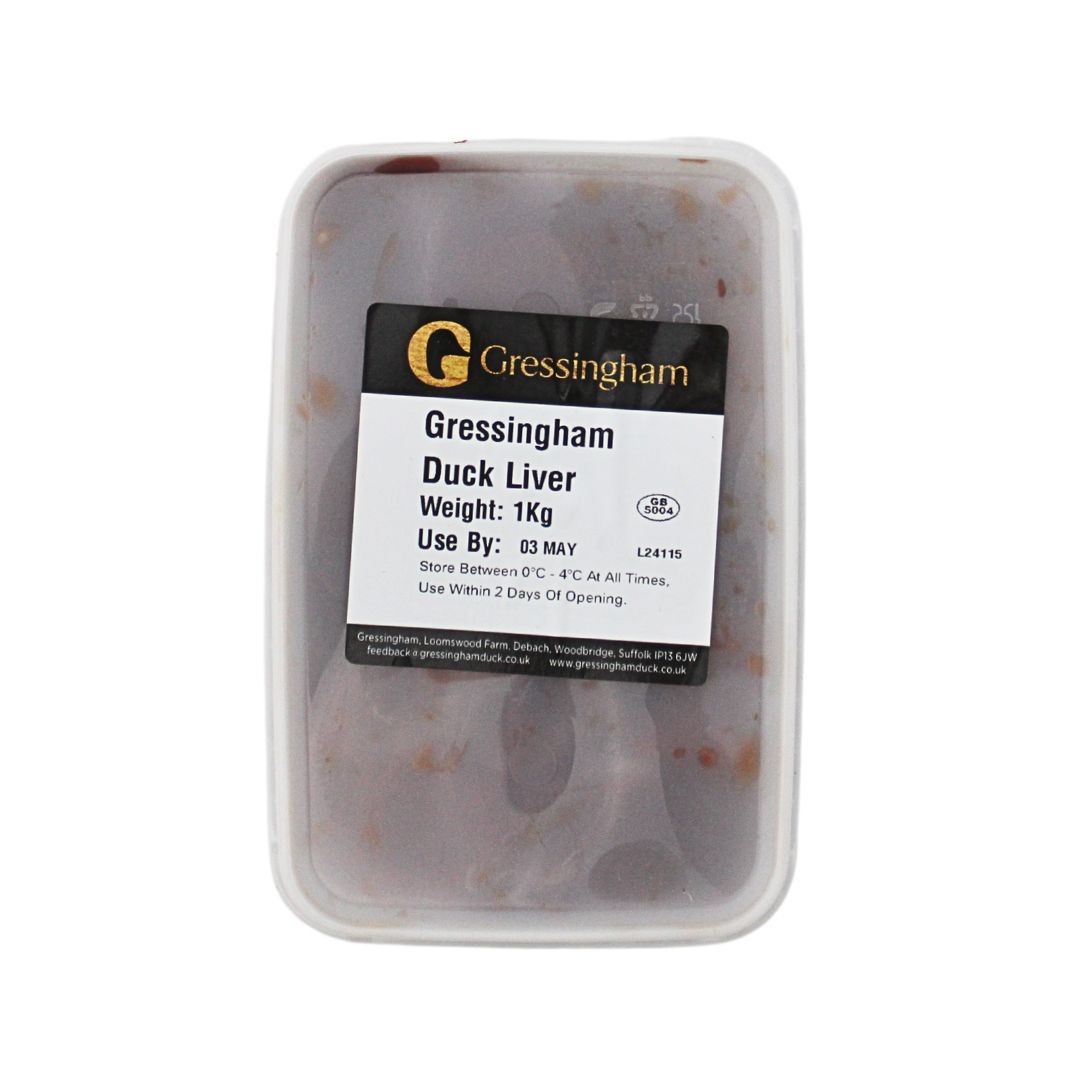 Gressingham
Gressingham
Duck Liver
Weight: 1Kg
GB
5004
Use By: 03 MAY
L24115
Store Between 0°C - 4°C At All Times,
Use Within 2 Days Of Opening.
Gressingham, Loomswood Farm, Debach, Woodbridge, Suffolk IP13 6JW
feedback@gressinghamduck.co.uk www.gressinghamduck.co.uk